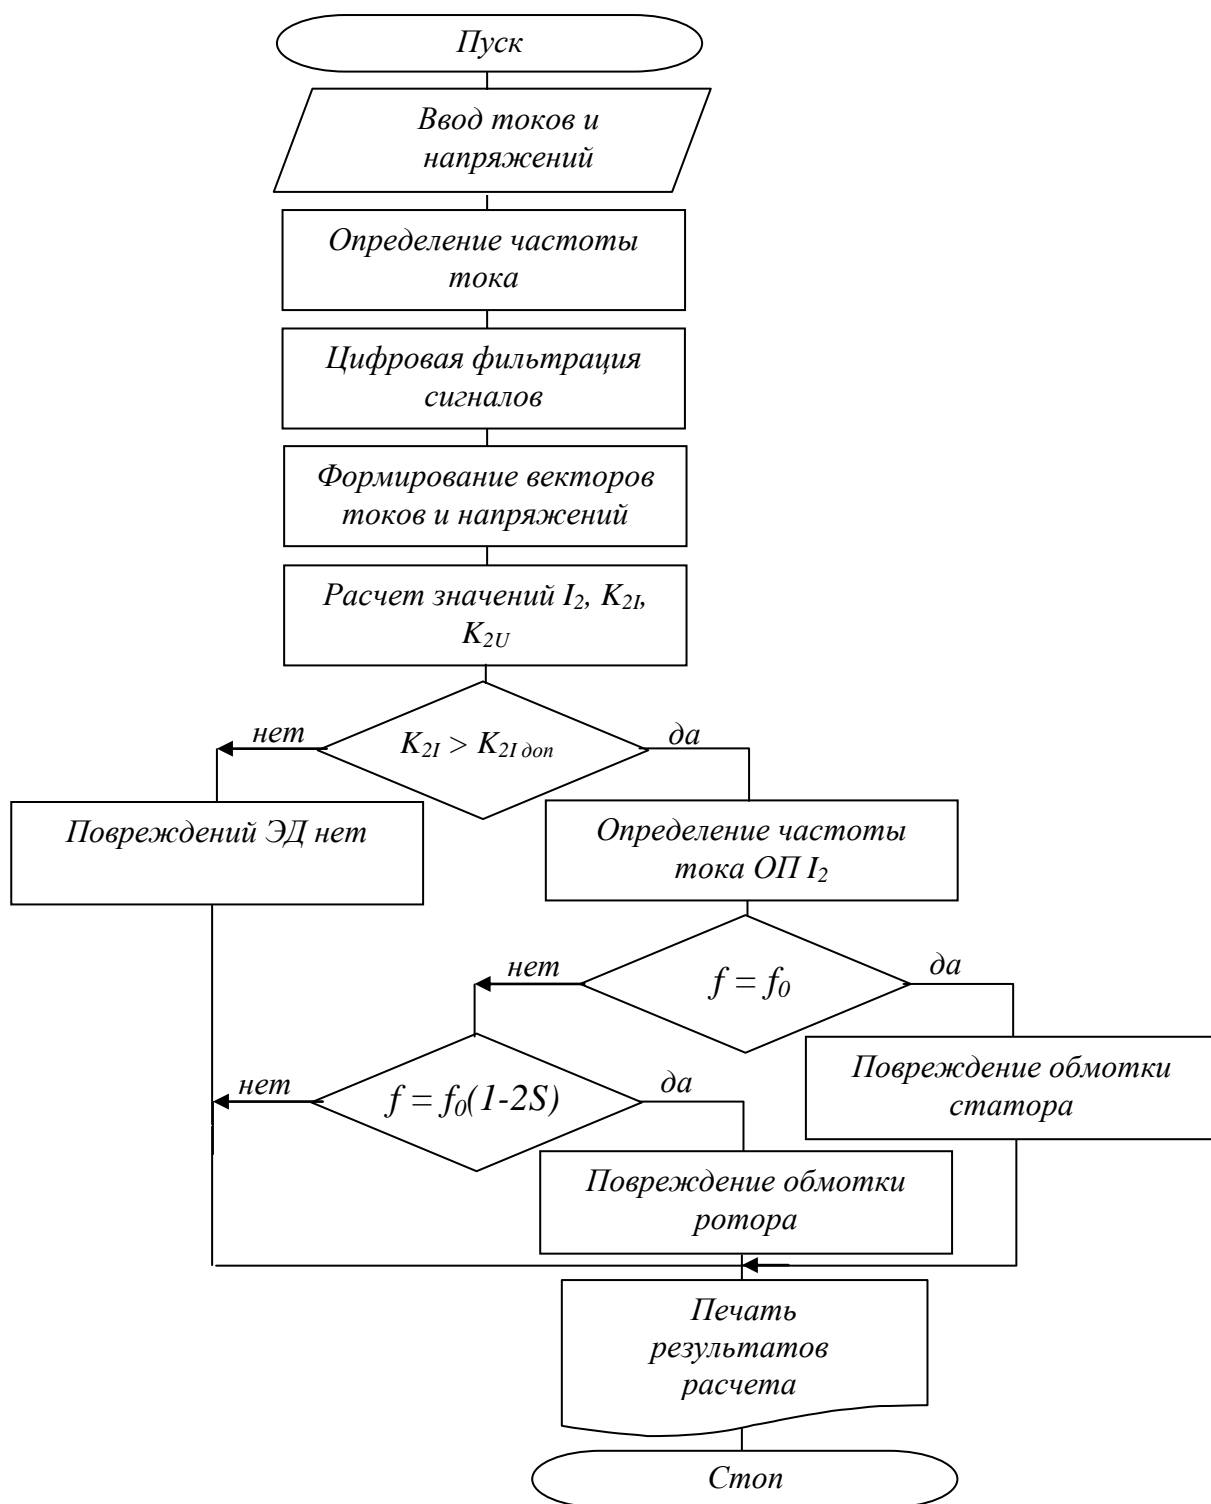 Пуск
Ввод токов и
напряжений
Определение частоты
тока
Цифровая фильтрация
сигналов
Формирование векторов
токов и напряжений
Расчет значений I₂, K₂I,
K₂U
нет
K₂I > K₂I доп
да
Повреждений ЭД нет
Определение частоты
тока ОП I₂
нет
f = f₀
да
нет
f = f₀(1-2S)
да
Повреждение обмотки
статора
Повреждение обмотки
ротора
Печать
результатов
расчета
Стоп